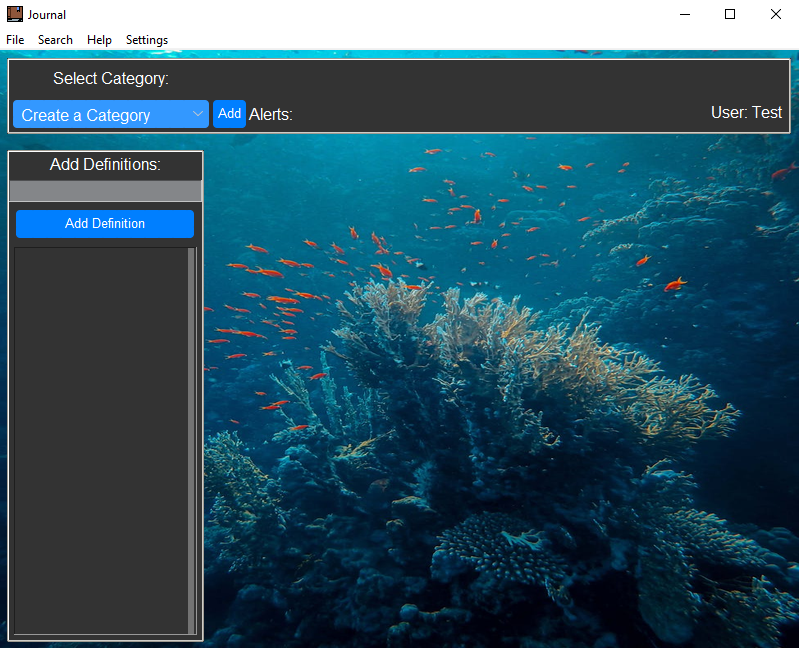 Journal
File Search Help Settings
Select Category:
Create a Category Add Alerts: User: Test
Add Definitions:
Add Definition